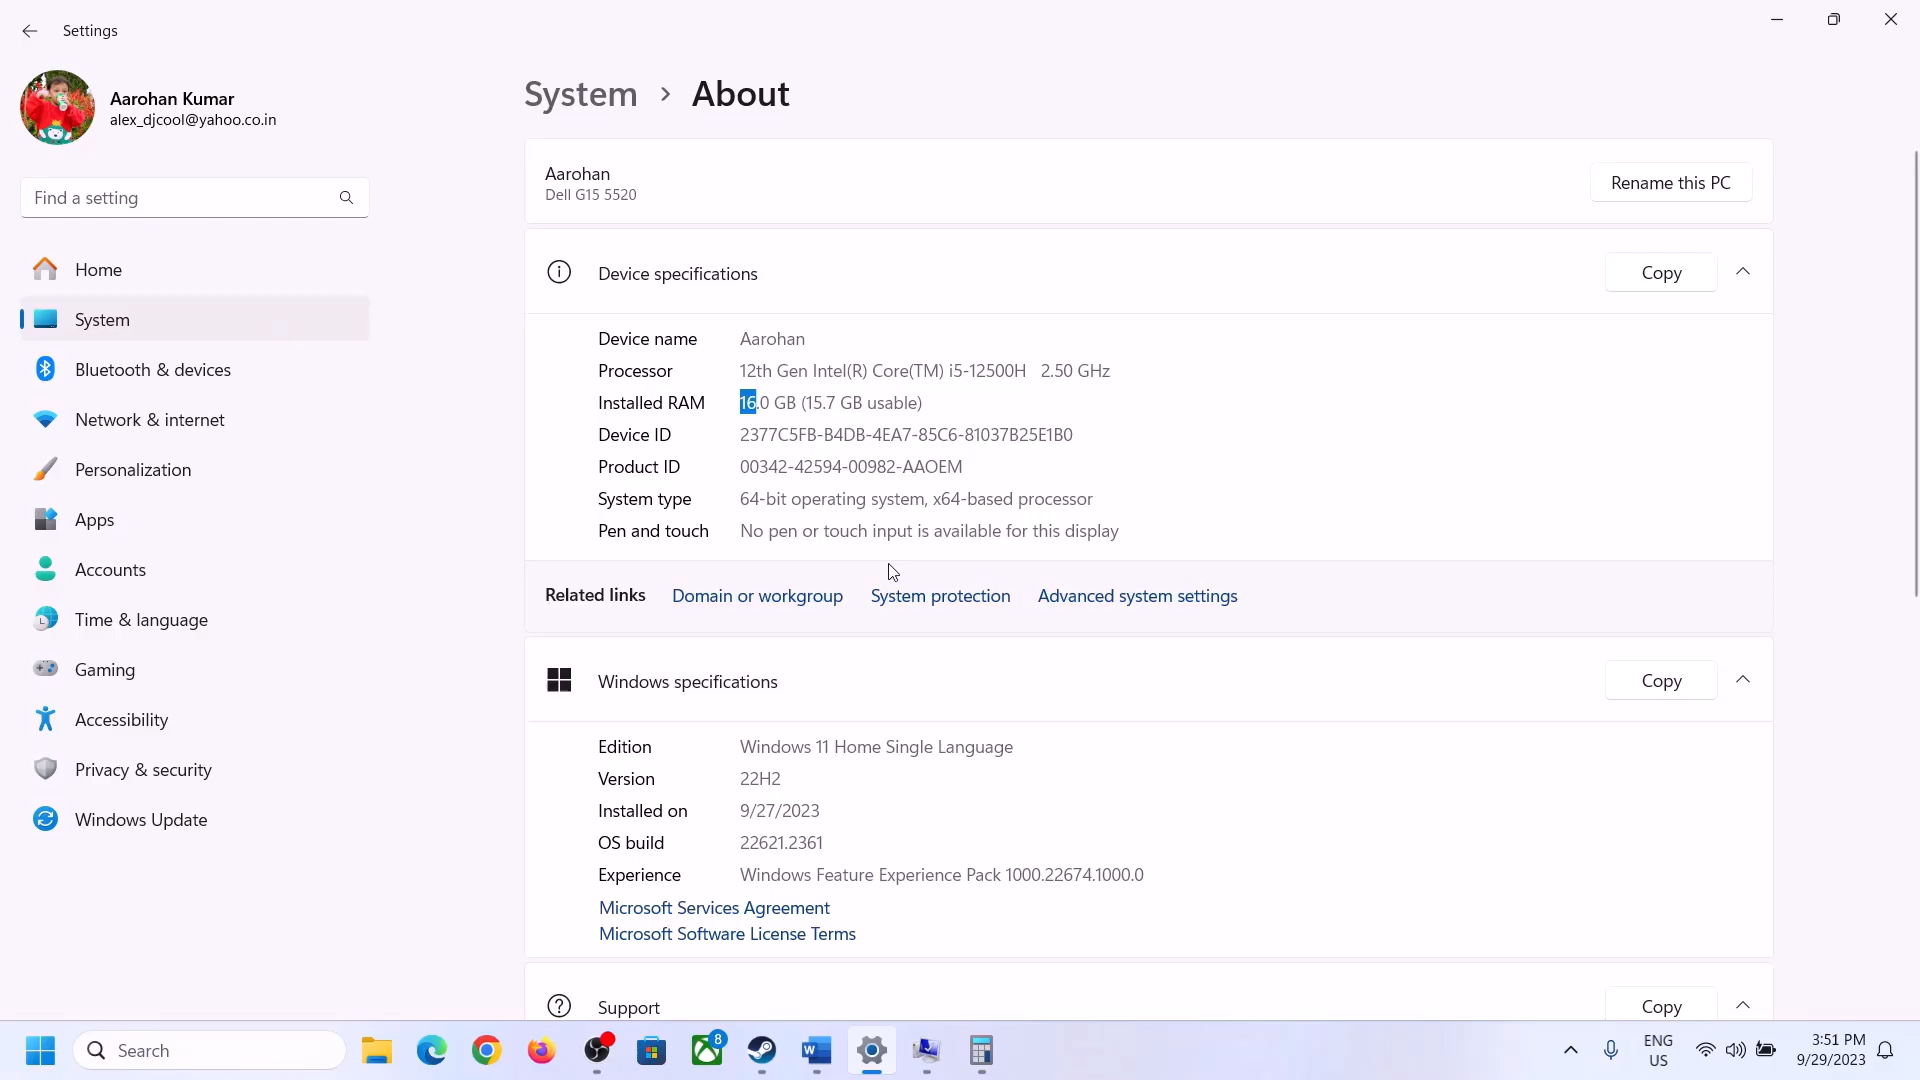 Settings
Aarohan Kumar
alex_djcool@yahoo.co.in
Find a setting
Home
System
Bluetooth & devices
Network & internet
Personalization
Apps
Accounts
Time & language
Gaming
Accessibility
Privacy & security
Windows Update
System > About
Aarohan
Dell G15 5520
Rename this PC
Device specifications
Copy
Device name Aarohan
Processor 12th Gen Intel(R) Core(TM) i5-12500H 2.50 GHz
Installed RAM 16.0 GB (15.7 GB usable)
Device ID 2377C5FB-B4DB-4EA7-85C6-81037B25E1B0
Product ID 00342-42594-00982-AAOEM
System type 64-bit operating system, x64-based processor
Pen and touch No pen or touch input is available for this display
Related links Domain or workgroup System protection Advanced system settings
Windows specifications
Copy
Edition Windows 11 Home Single Language
Version 22H2
Installed on 9/27/2023
OS build 22621.2361
Experience Windows Feature Experience Pack 1000.22674.1000.0
Microsoft Services Agreement
Microsoft Software License Terms
Support
Copy
Search
8
W
ENG
US
3:51 PM
9/29/2023